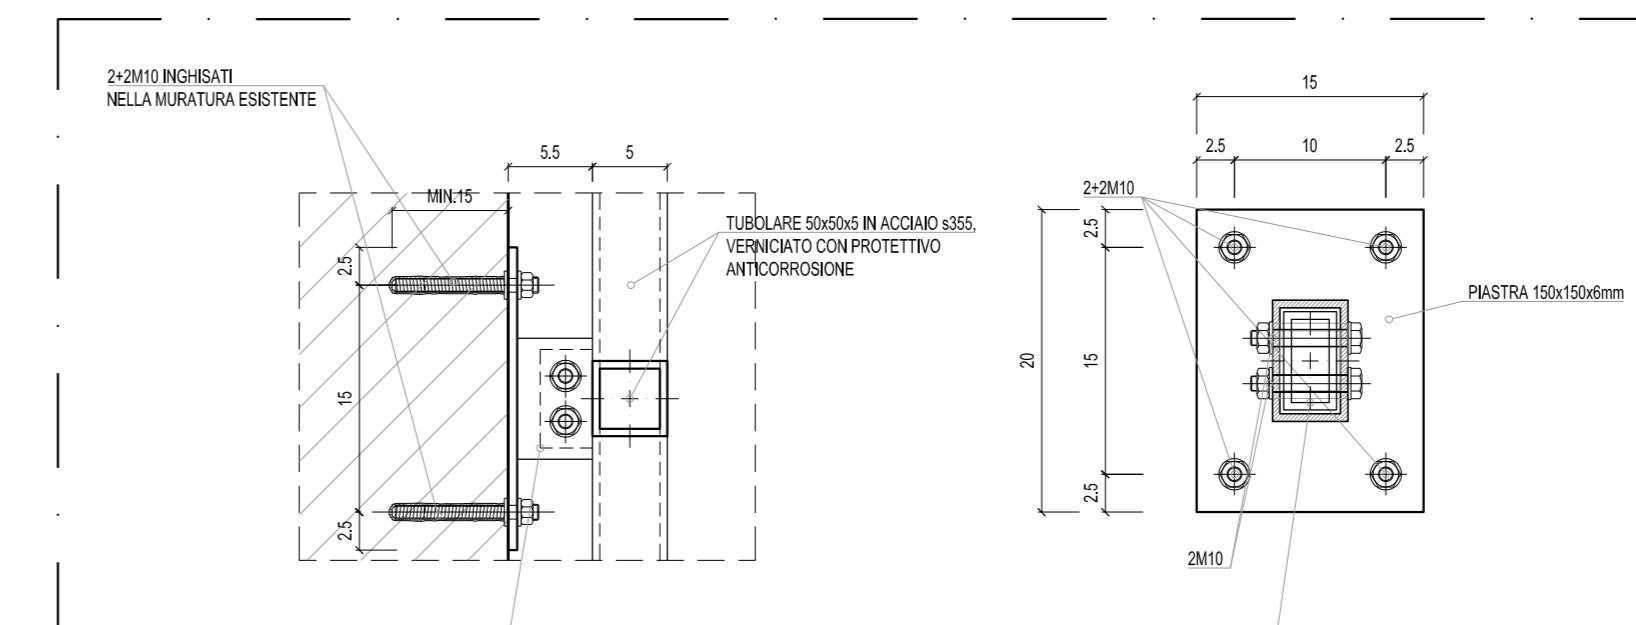 2+2M10 INGHISATI
NELLA MURATURA ESISTENTE
5.5
5
MIN.15
2.5
15
2.5
TUBOLARE 50x50x5 IN ACCIAIO s355,
VERNICIATO CON PROTETTIVO
ANTICORROSIONE
15
2.5
10
2.5
2+2M10
2.5
20
15
2.5
PIASTRA 150x150x6mm
2M10